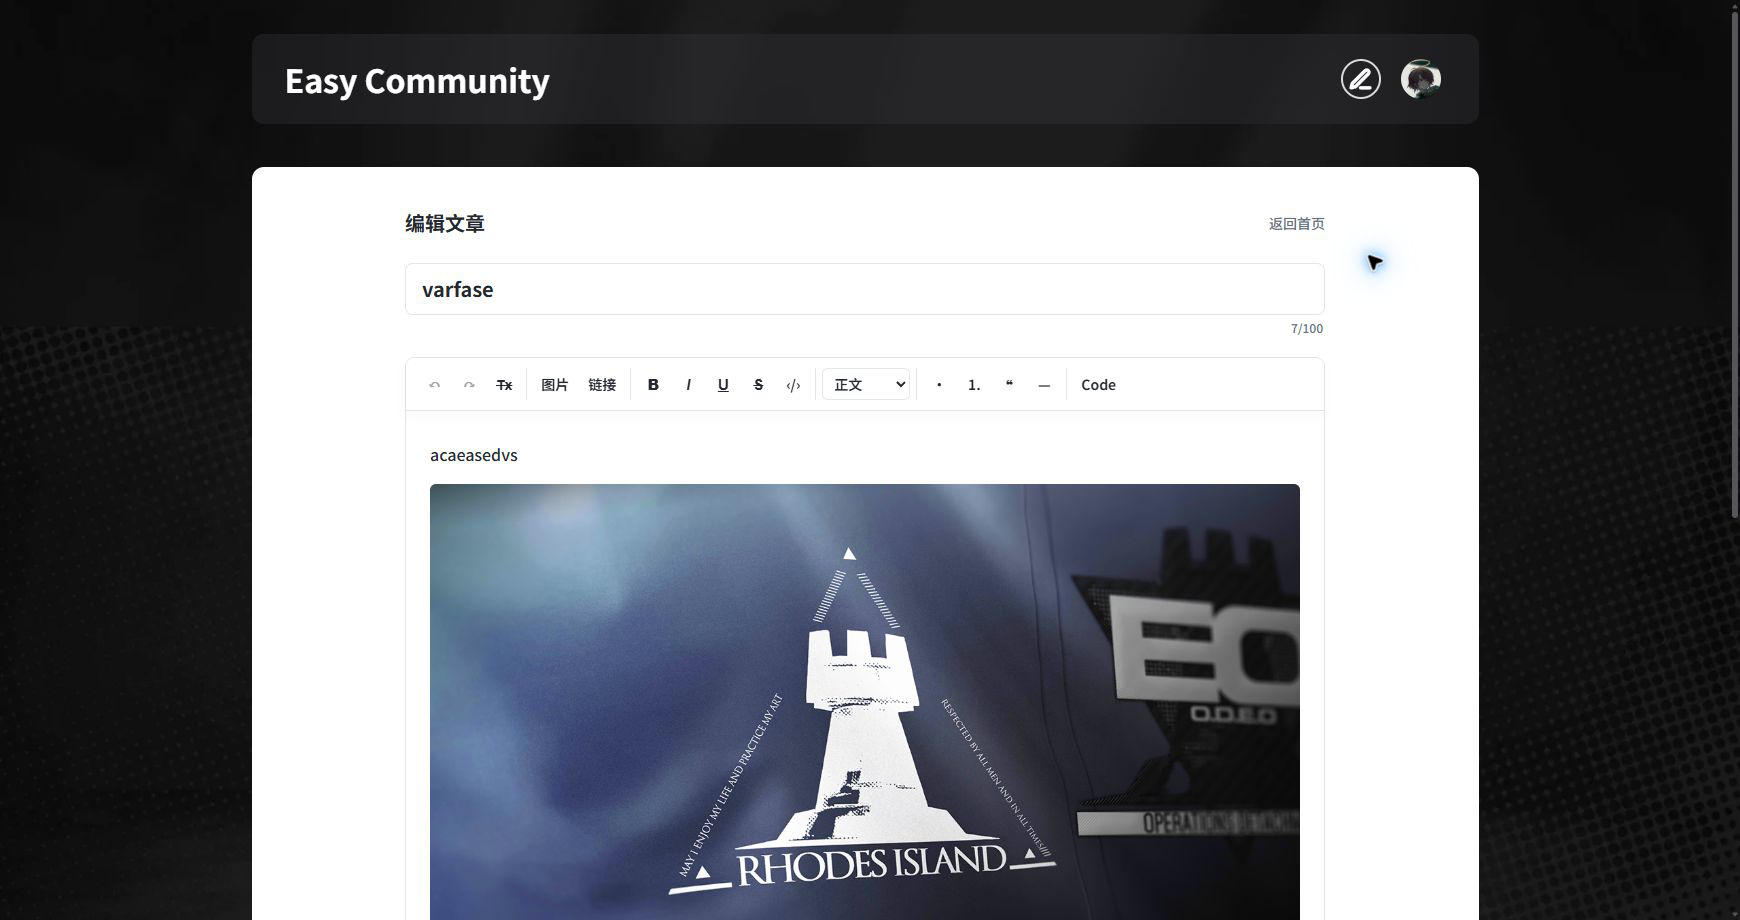 Easy Community
编辑文章
返回首页
varfase
7/100
Tx 图片 链接 B I U S </> 正文 • 1. ❝ — Code
acaeasedvs
MAY I ENJOY MY LIFE AND PRACTICE MY ART
RESPECTED BY ALL MEN AND IN ALL TIMES///
RHODES ISLAND
EO
O.D.E.O
OPERATIONS